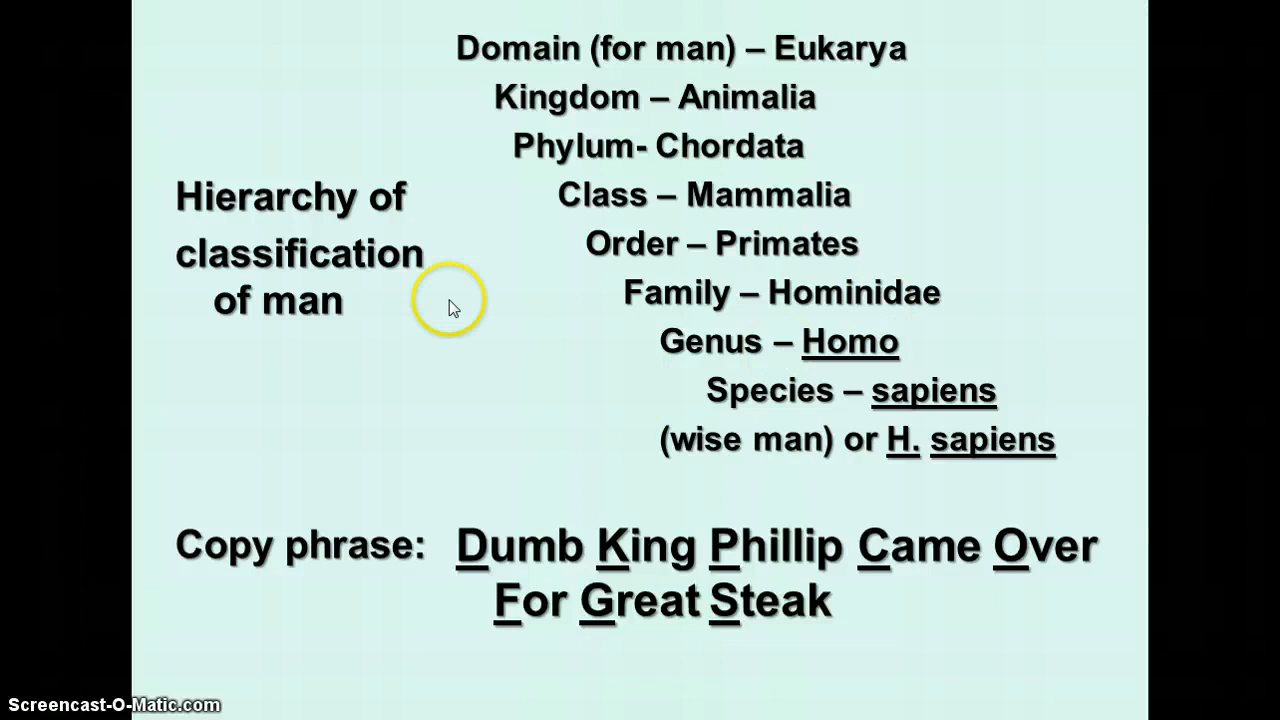 Domain (for man) – Eukarya
Kingdom – Animalia
Phylum- Chordata
Class – Mammalia
Order – Primates
Family – Hominidae
Genus – Homo
Species – sapiens
(wise man) or H. sapiens
Hierarchy of
classification
of man
Copy phrase: Dumb King Phillip Came Over
For Great Steak
Screencast-O-Matic.com